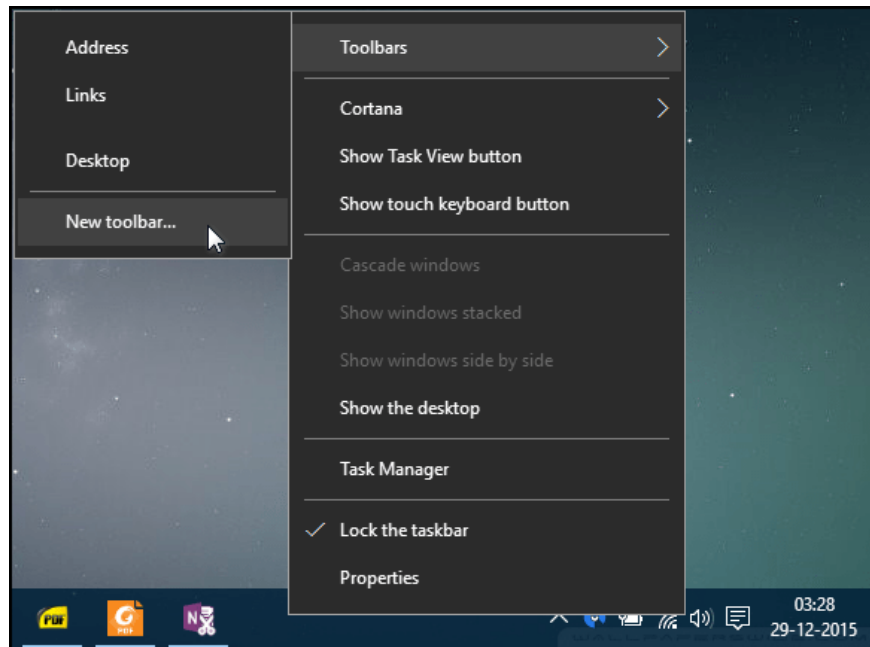 Address
Links
Desktop
New toolbar...
Toolbars
Cortana
Show Task View button
Show touch keyboard button
Cascade windows
Show windows stacked
Show windows side by side
Show the desktop
Task Manager
Lock the taskbar
Properties
PDF
G
PDF
N
03:28
29-12-2015